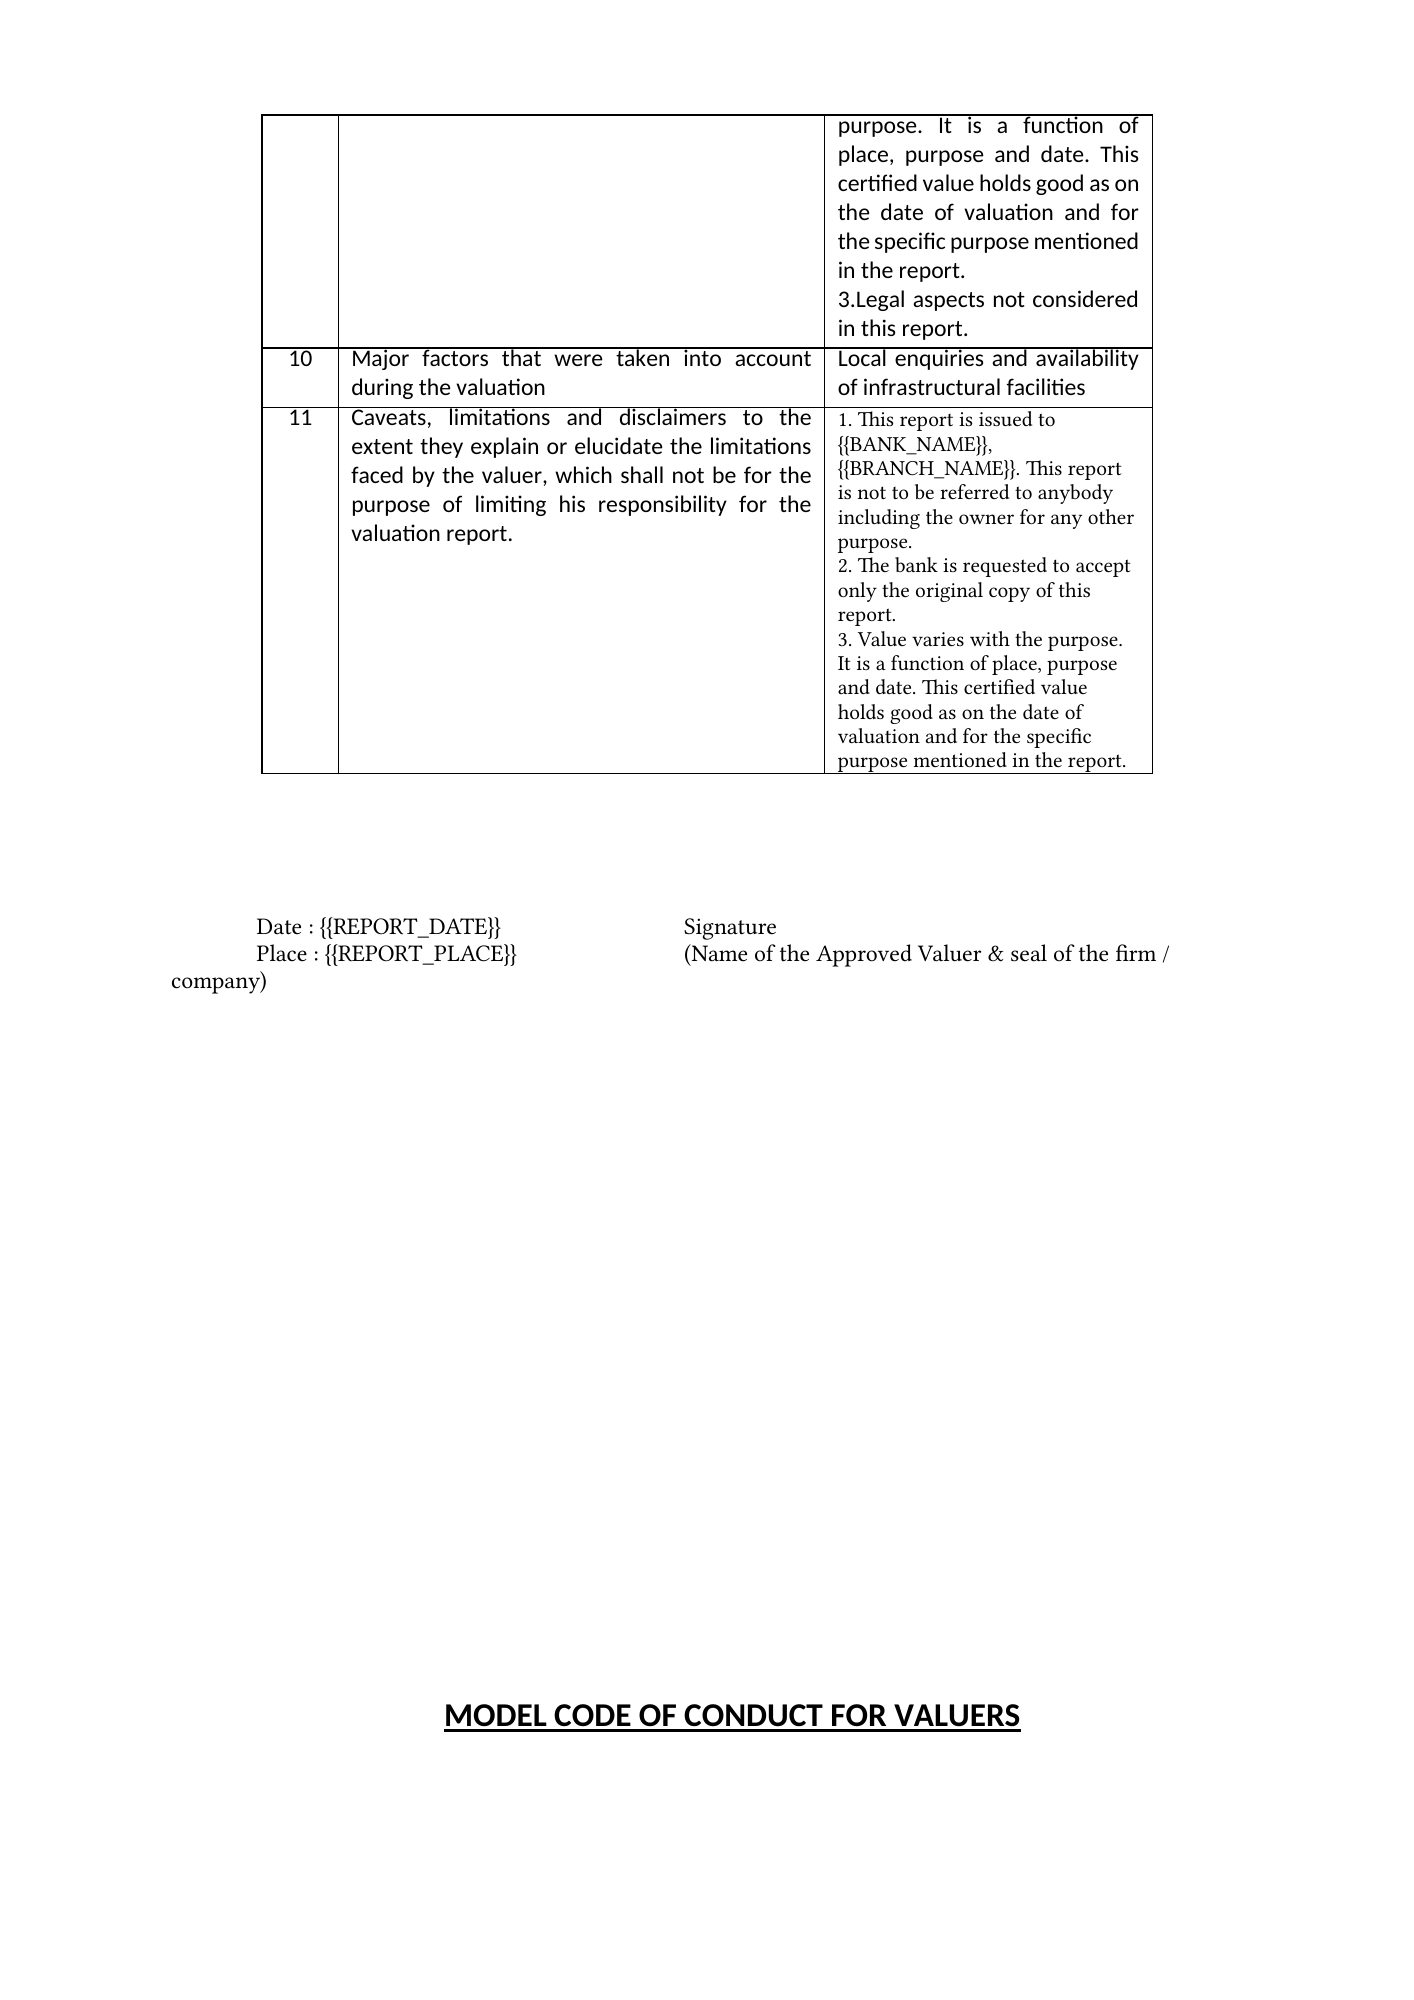 purpose. It is a function of
place, purpose and date. This
certified value holds good as on
the date of valuation and for
the specific purpose mentioned
in the report.
3.Legal aspects not considered
in this report.
10
Major factors that were taken into account
during the valuation
Local enquiries and availability
of infrastructural facilities
11
Caveats, limitations and disclaimers to the
extent they explain or elucidate the limitations
faced by the valuer, which shall not be for the
purpose of limiting his responsibility for the
valuation report.
1. This report is issued to
{{BANK_NAME}},
{{BRANCH_NAME}}. This report
is not to be referred to anybody
including the owner for any other
purpose.
2. The bank is requested to accept
only the original copy of this
report.
3. Value varies with the purpose.
It is a function of place, purpose
and date. This certified value
holds good as on the date of
valuation and for the specific
purpose mentioned in the report.
Date : {{REPORT_DATE}} Signature
Place : {{REPORT_PLACE}} (Name of the Approved Valuer & seal of the firm /
company)
MODEL CODE OF CONDUCT FOR VALUERS